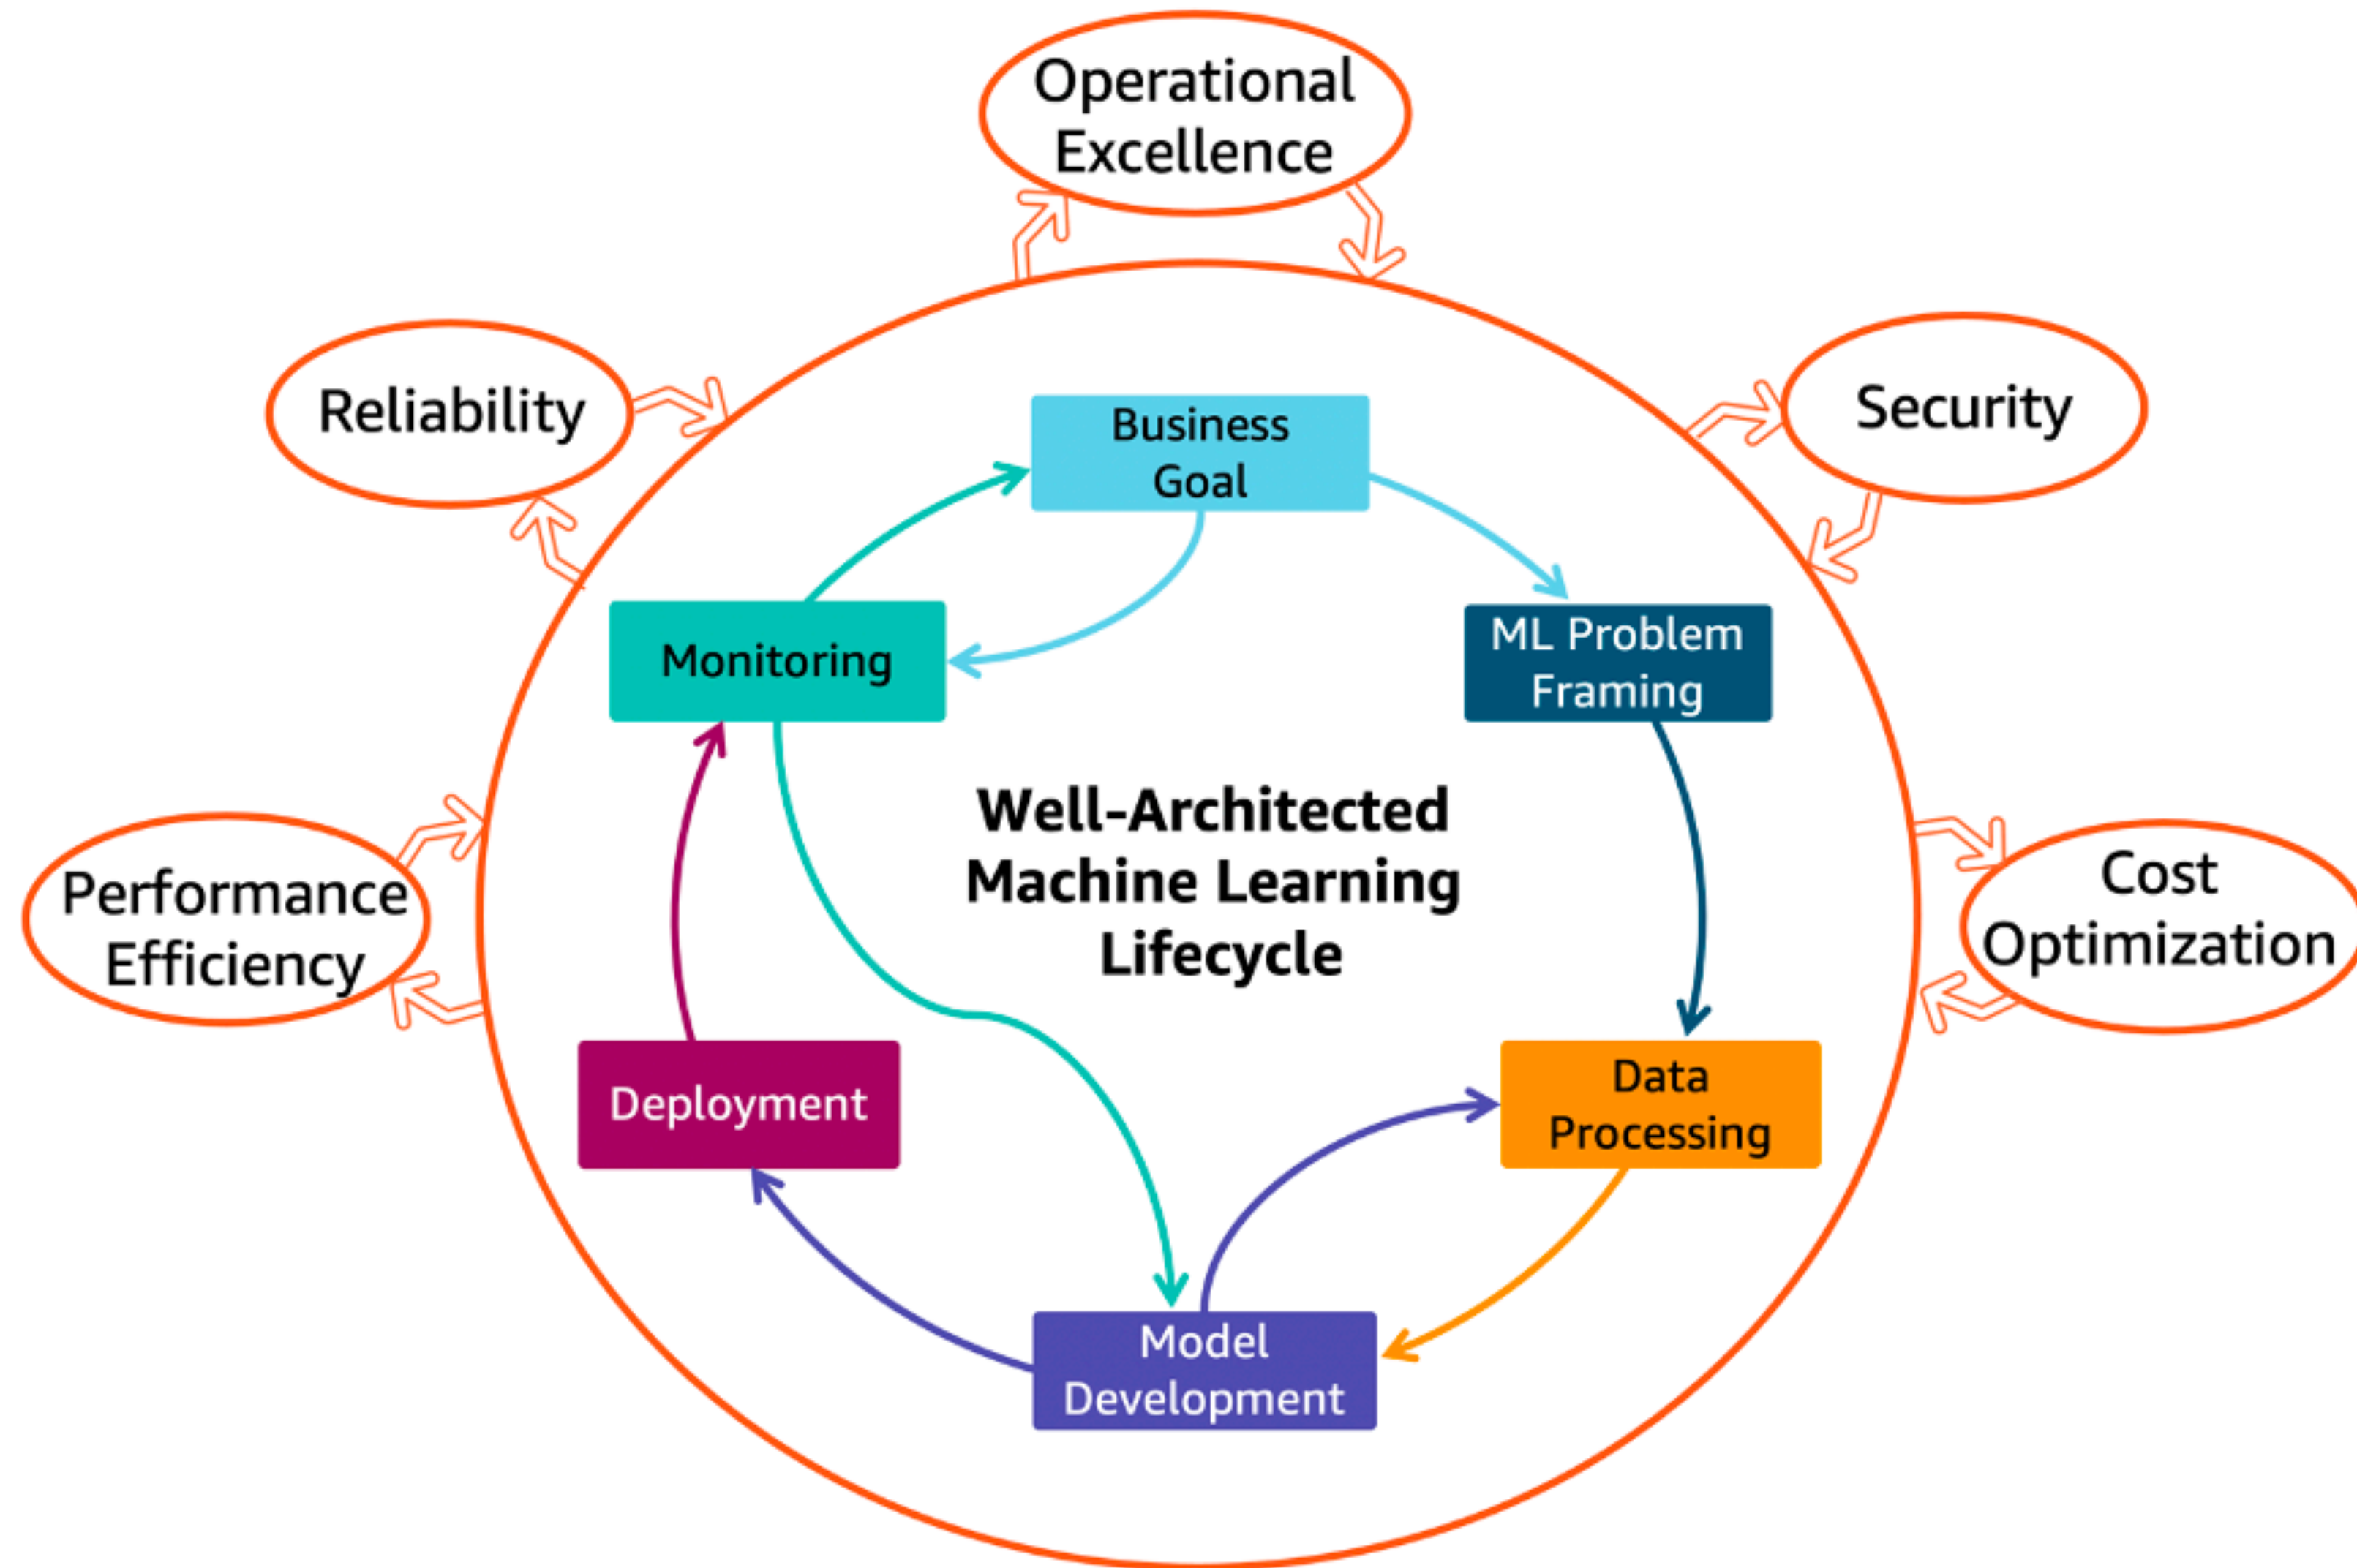 Operational
Excellence
Reliability
Security
Business
Goal
Monitoring
ML Problem
Framing
Well-Architected
Machine Learning
Lifecycle
Performance
Efficiency
Cost
Optimization
Deployment
Data
Processing
Model
Development